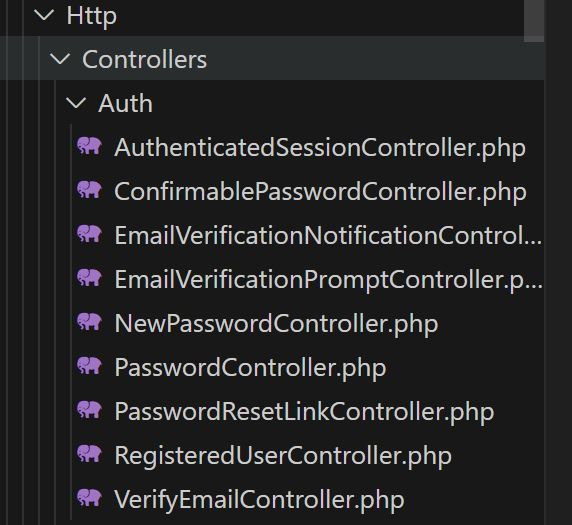 Http
Controllers
Auth
AuthenticatedSessionController.php
ConfirmablePasswordController.php
EmailVerificationNotificationControl...
EmailVerificationPromptController.p...
NewPasswordController.php
PasswordController.php
PasswordResetLinkController.php
RegisteredUserController.php
VerifyEmailController.php